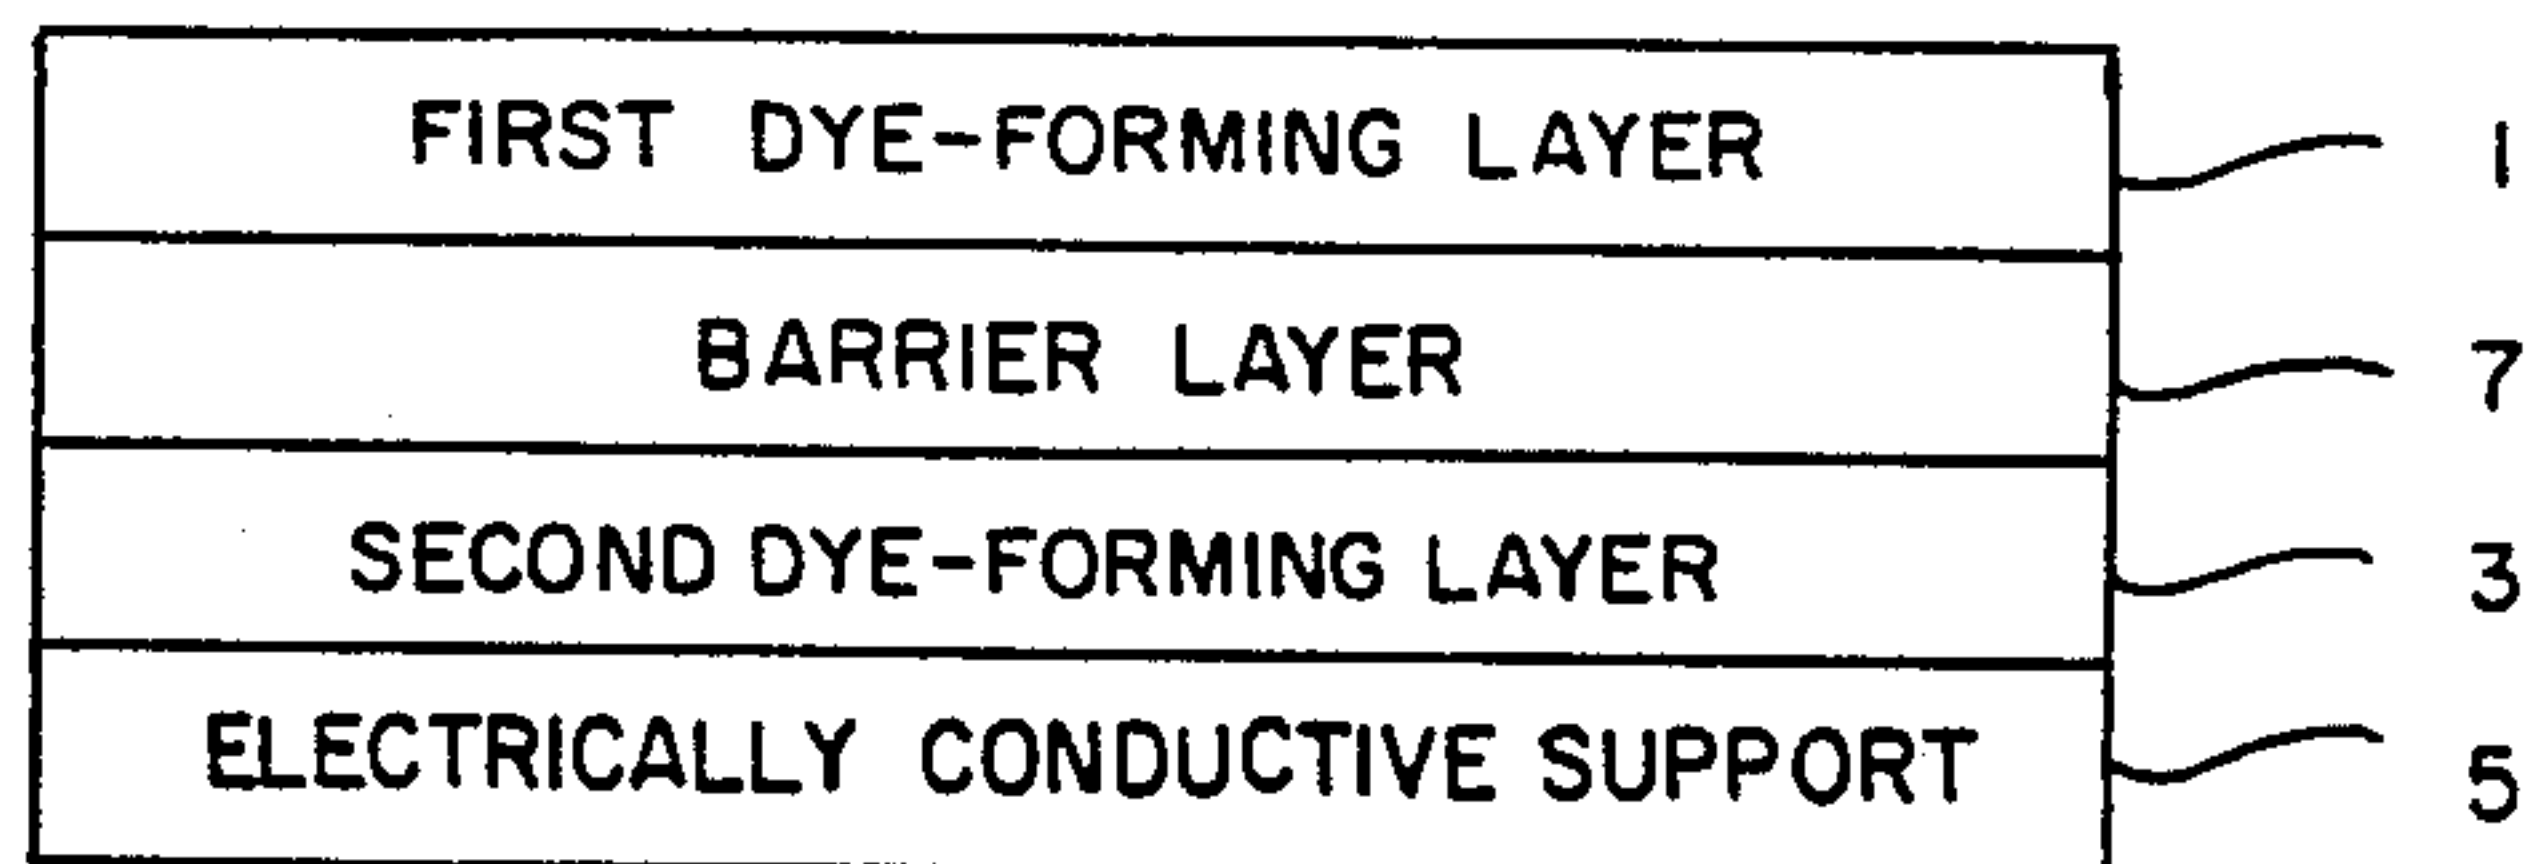 FIRST DYE-FORMING LAYER 1
BARRIER LAYER 7
SECOND DYE-FORMING LAYER 3
ELECTRICALLY CONDUCTIVE SUPPORT 5